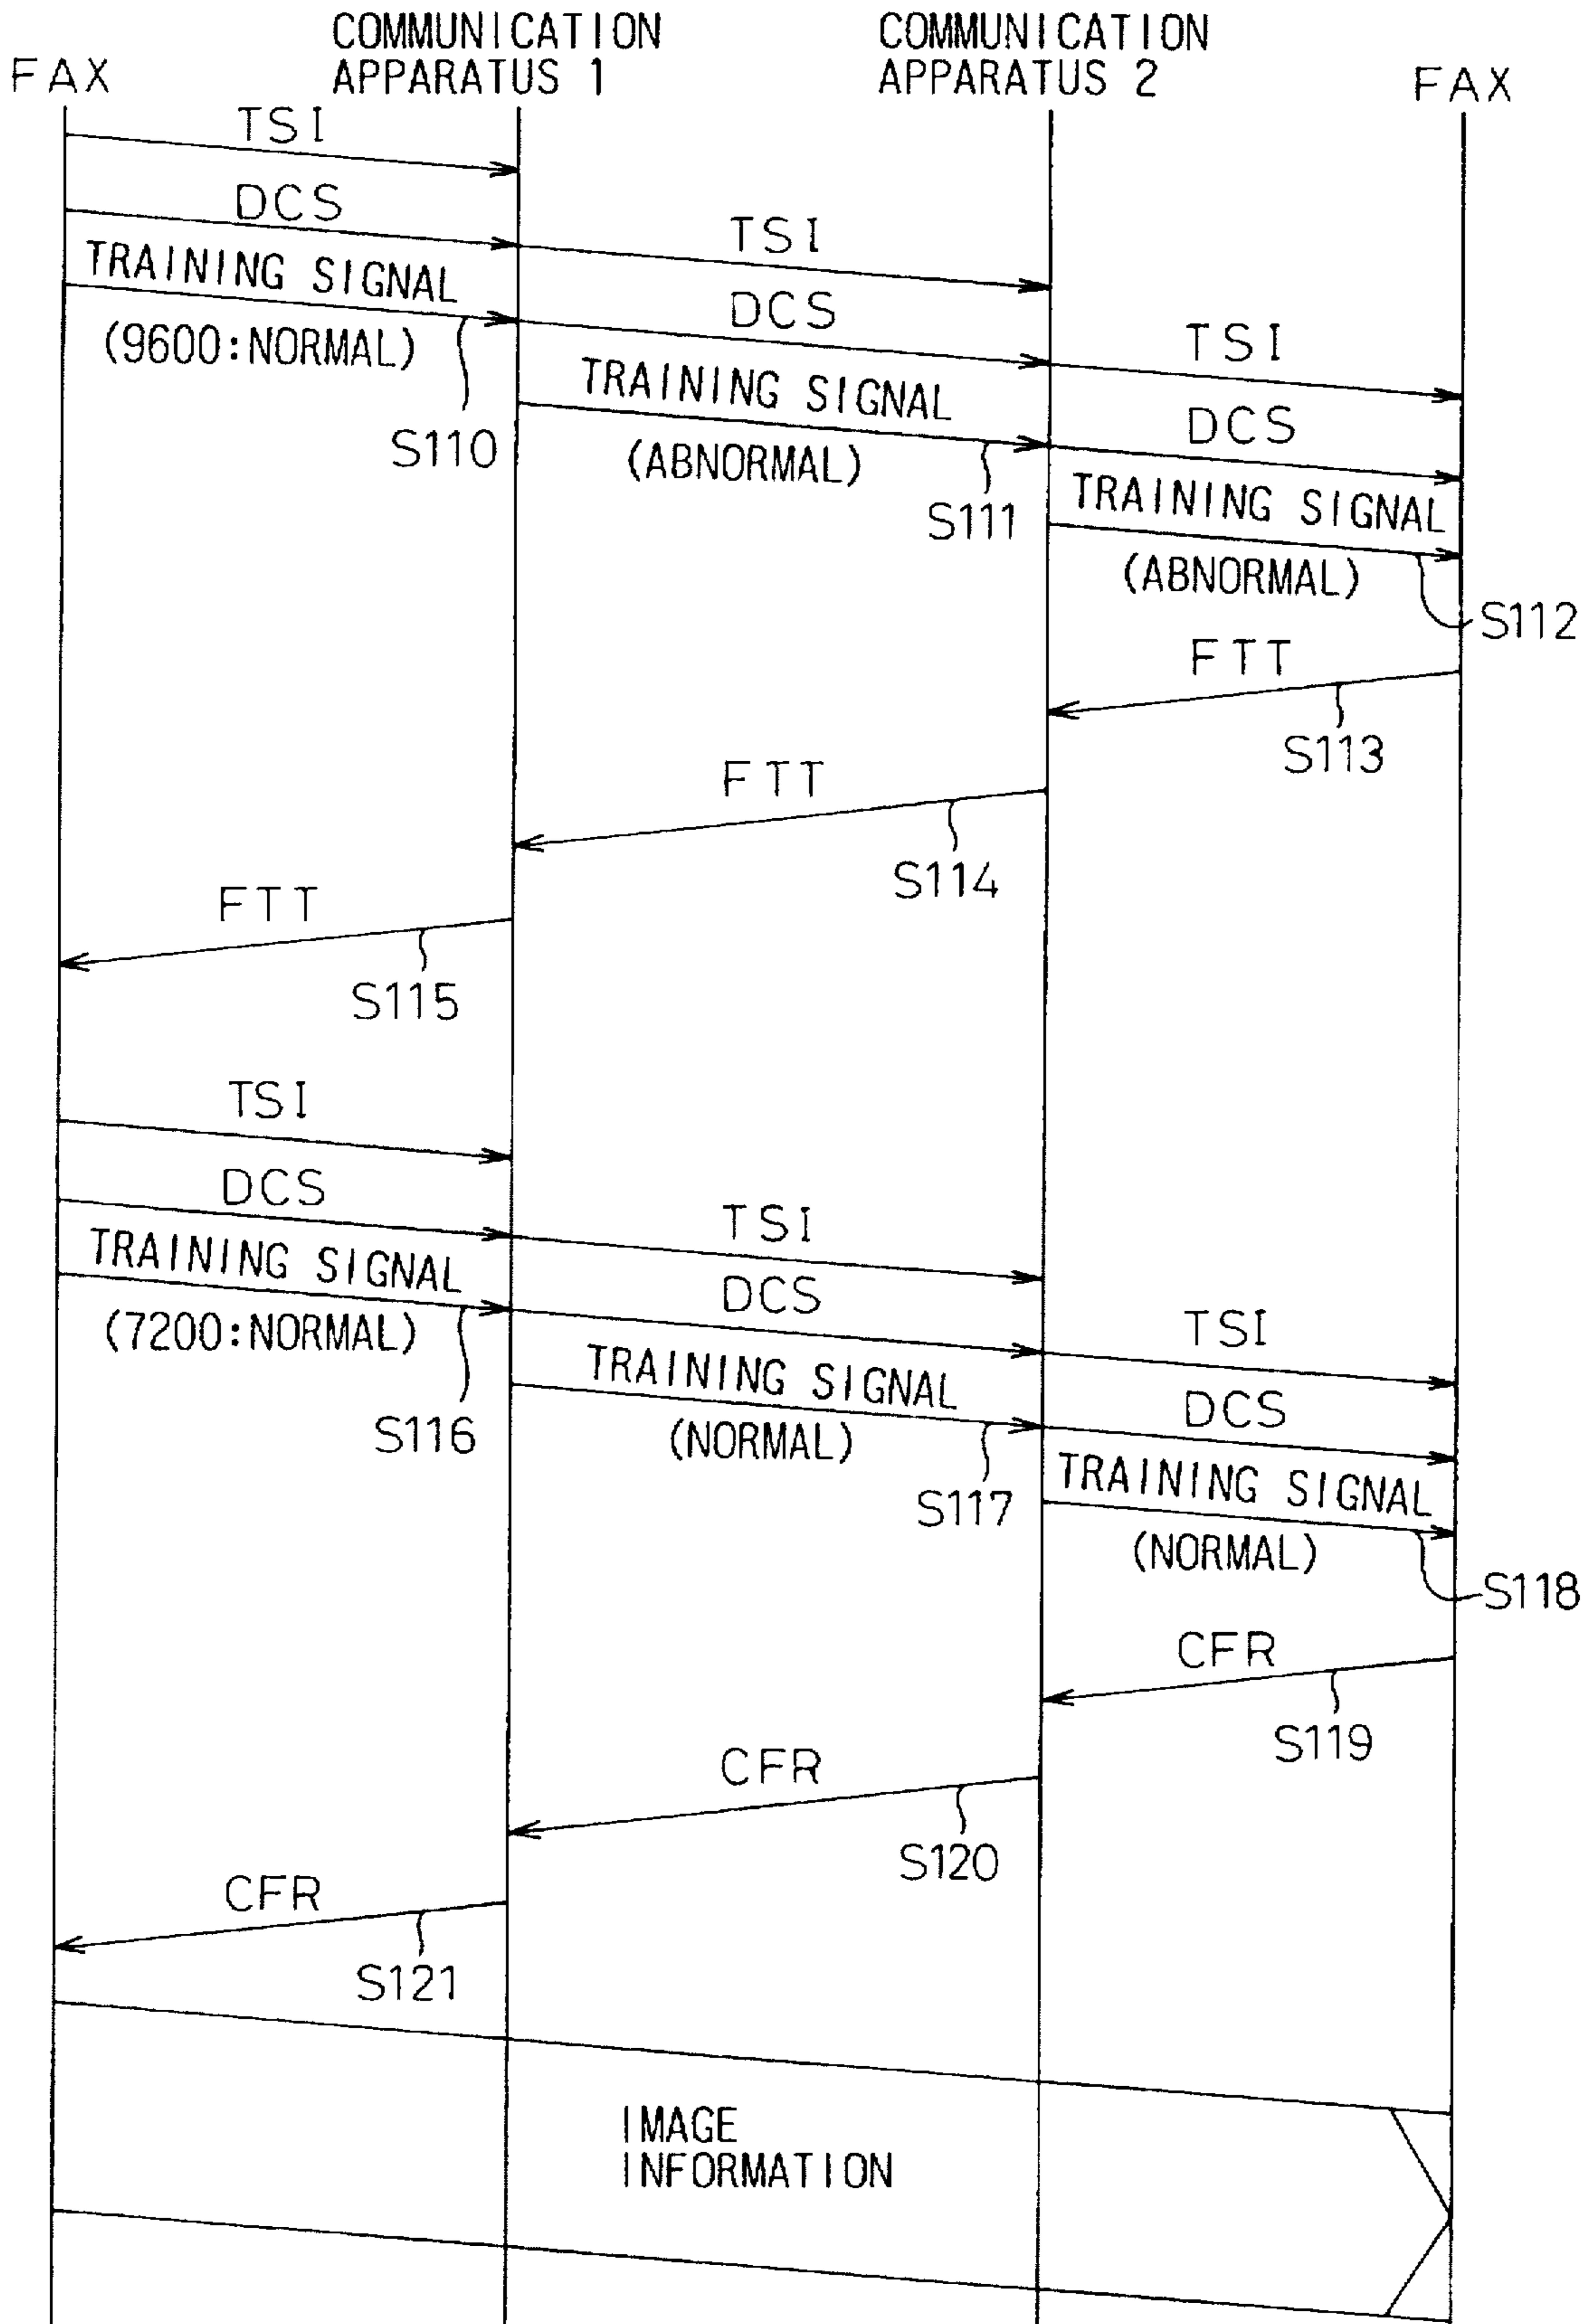 FAX
COMMUNICATION
APPARATUS 1
COMMUNICATION
APPARATUS 2
FAX
TSI
DCS
TSI
TRAINING SIGNAL
(9600:NORMAL)
DCS
TSI
S110
TRAINING SIGNAL
(ABNORMAL)
DCS
S111
TRAINING SIGNAL
(ABNORMAL)
S112
FTT
S113
FTT
S114
FTT
S115
TSI
DCS
TSI
TRAINING SIGNAL
(7200:NORMAL)
DCS
TSI
S116
TRAINING SIGNAL
(NORMAL)
DCS
S117
TRAINING SIGNAL
(NORMAL)
S118
CFR
S119
CFR
S120
CFR
S121
IMAGE
INFORMATION